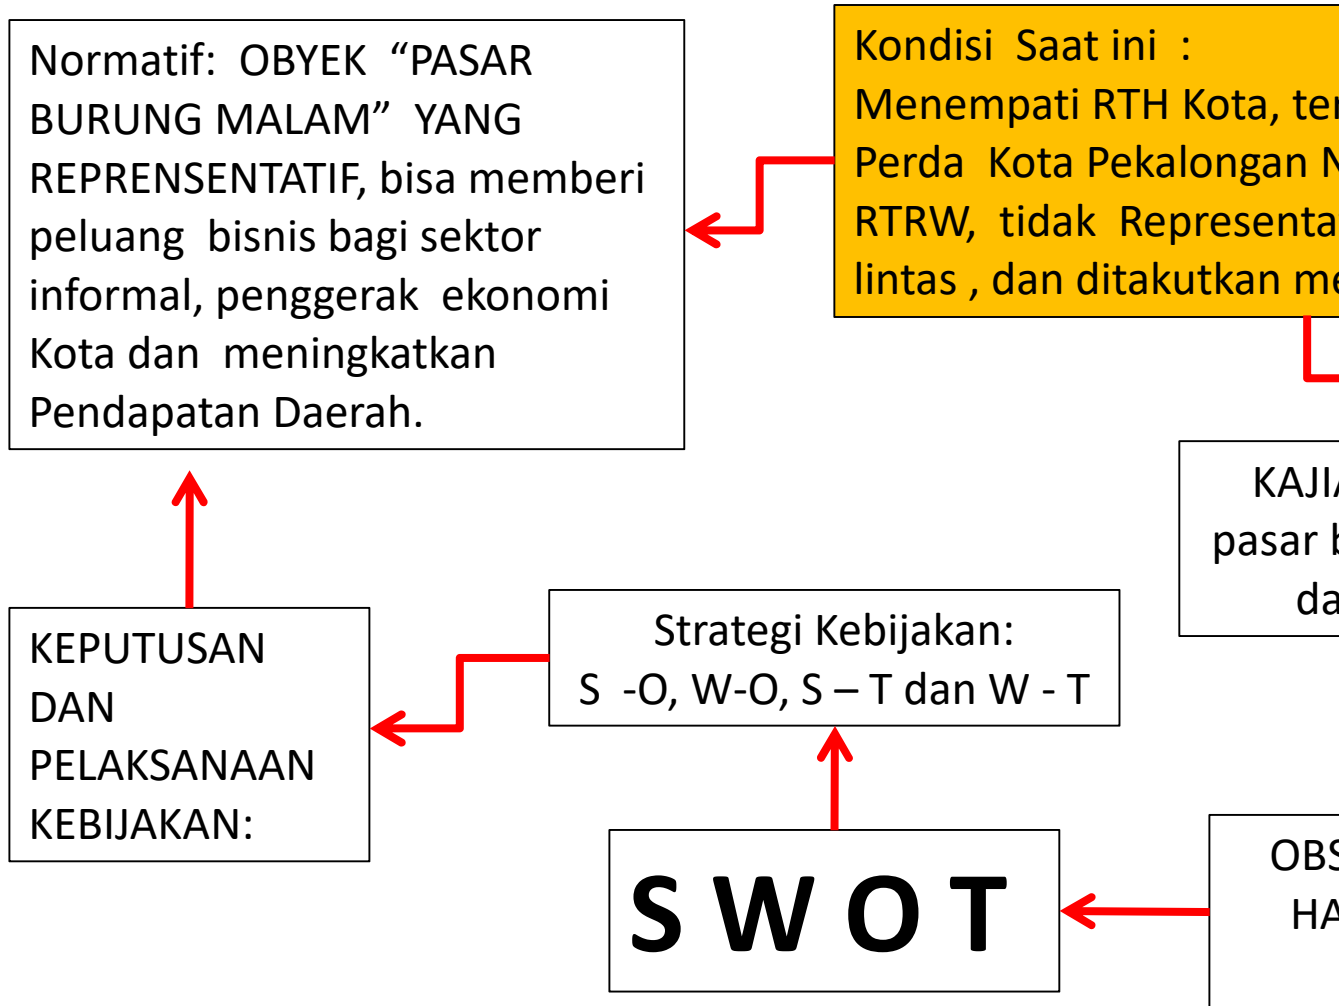 Normatif: OBYEK “PASAR
BURUNG MALAM” YANG
REPRENSENTATIF, bisa memberi
peluang bisnis bagi sektor
informal, penggerak ekonomi
Kota dan meningkatkan
Pendapatan Daerah.
Kondisi Saat ini :
Menempati RTH Kota,
Perda Kota Pekalongan
RTRW, tidak
lintas , dan ditakutkan
pasar
KEPUTUSAN
DAN
PELAKSANAAN
KEBIJAKAN:
Strategi Kebijakan:
S -O, W-O, S – T dan W - T
S W O T